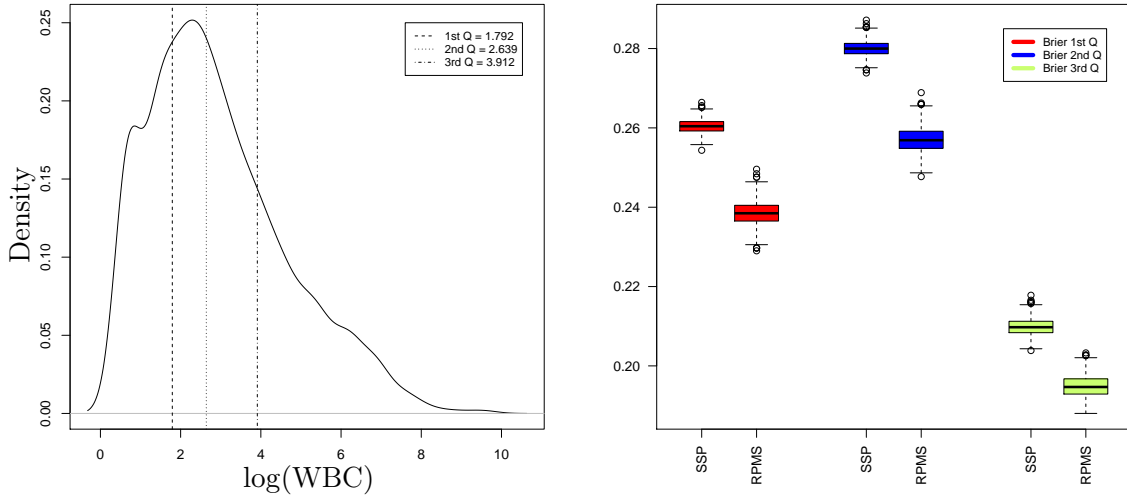 1st Q = 1.792
2nd Q = 2.639
3rd Q = 3.912
Density
0.00
0.05
0.10
0.15
0.20
0.25
0
2
4
6
8
10
log(WBC)
Brier 1st Q
Brier 2nd Q
Brier 3rd Q
0.28
0.26
0.24
0.22
0.20
SSP
RPMS
SSP
RPMS
SSP
RPMS